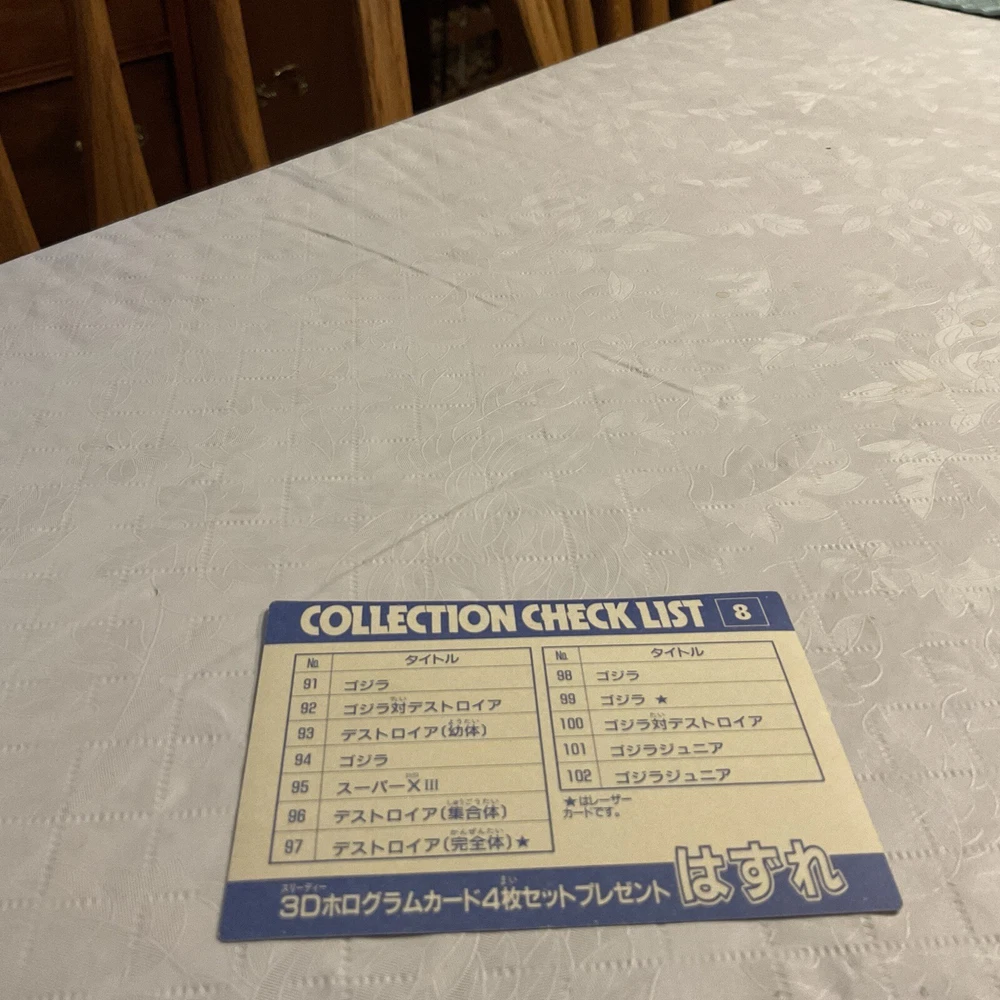 COLLECTION CHECK LIST 8
No. タイトル
91 ゴジラ
92 ゴジラ対デストロイア
93 デストロイア(幼体)
94 ゴジラ
95 スーパーXIII
96 デストロイア(集合体)
97 デストロイア(完全体)★
No. タイトル
98 ゴジラ
99 ゴジラ ★
100 ゴジラ対デストロイア
101 ゴジラジュニア
102 ゴジラジュニア
★はレーザー
カードです。
3Dホログラムカード4枚セットプレゼント はずれ